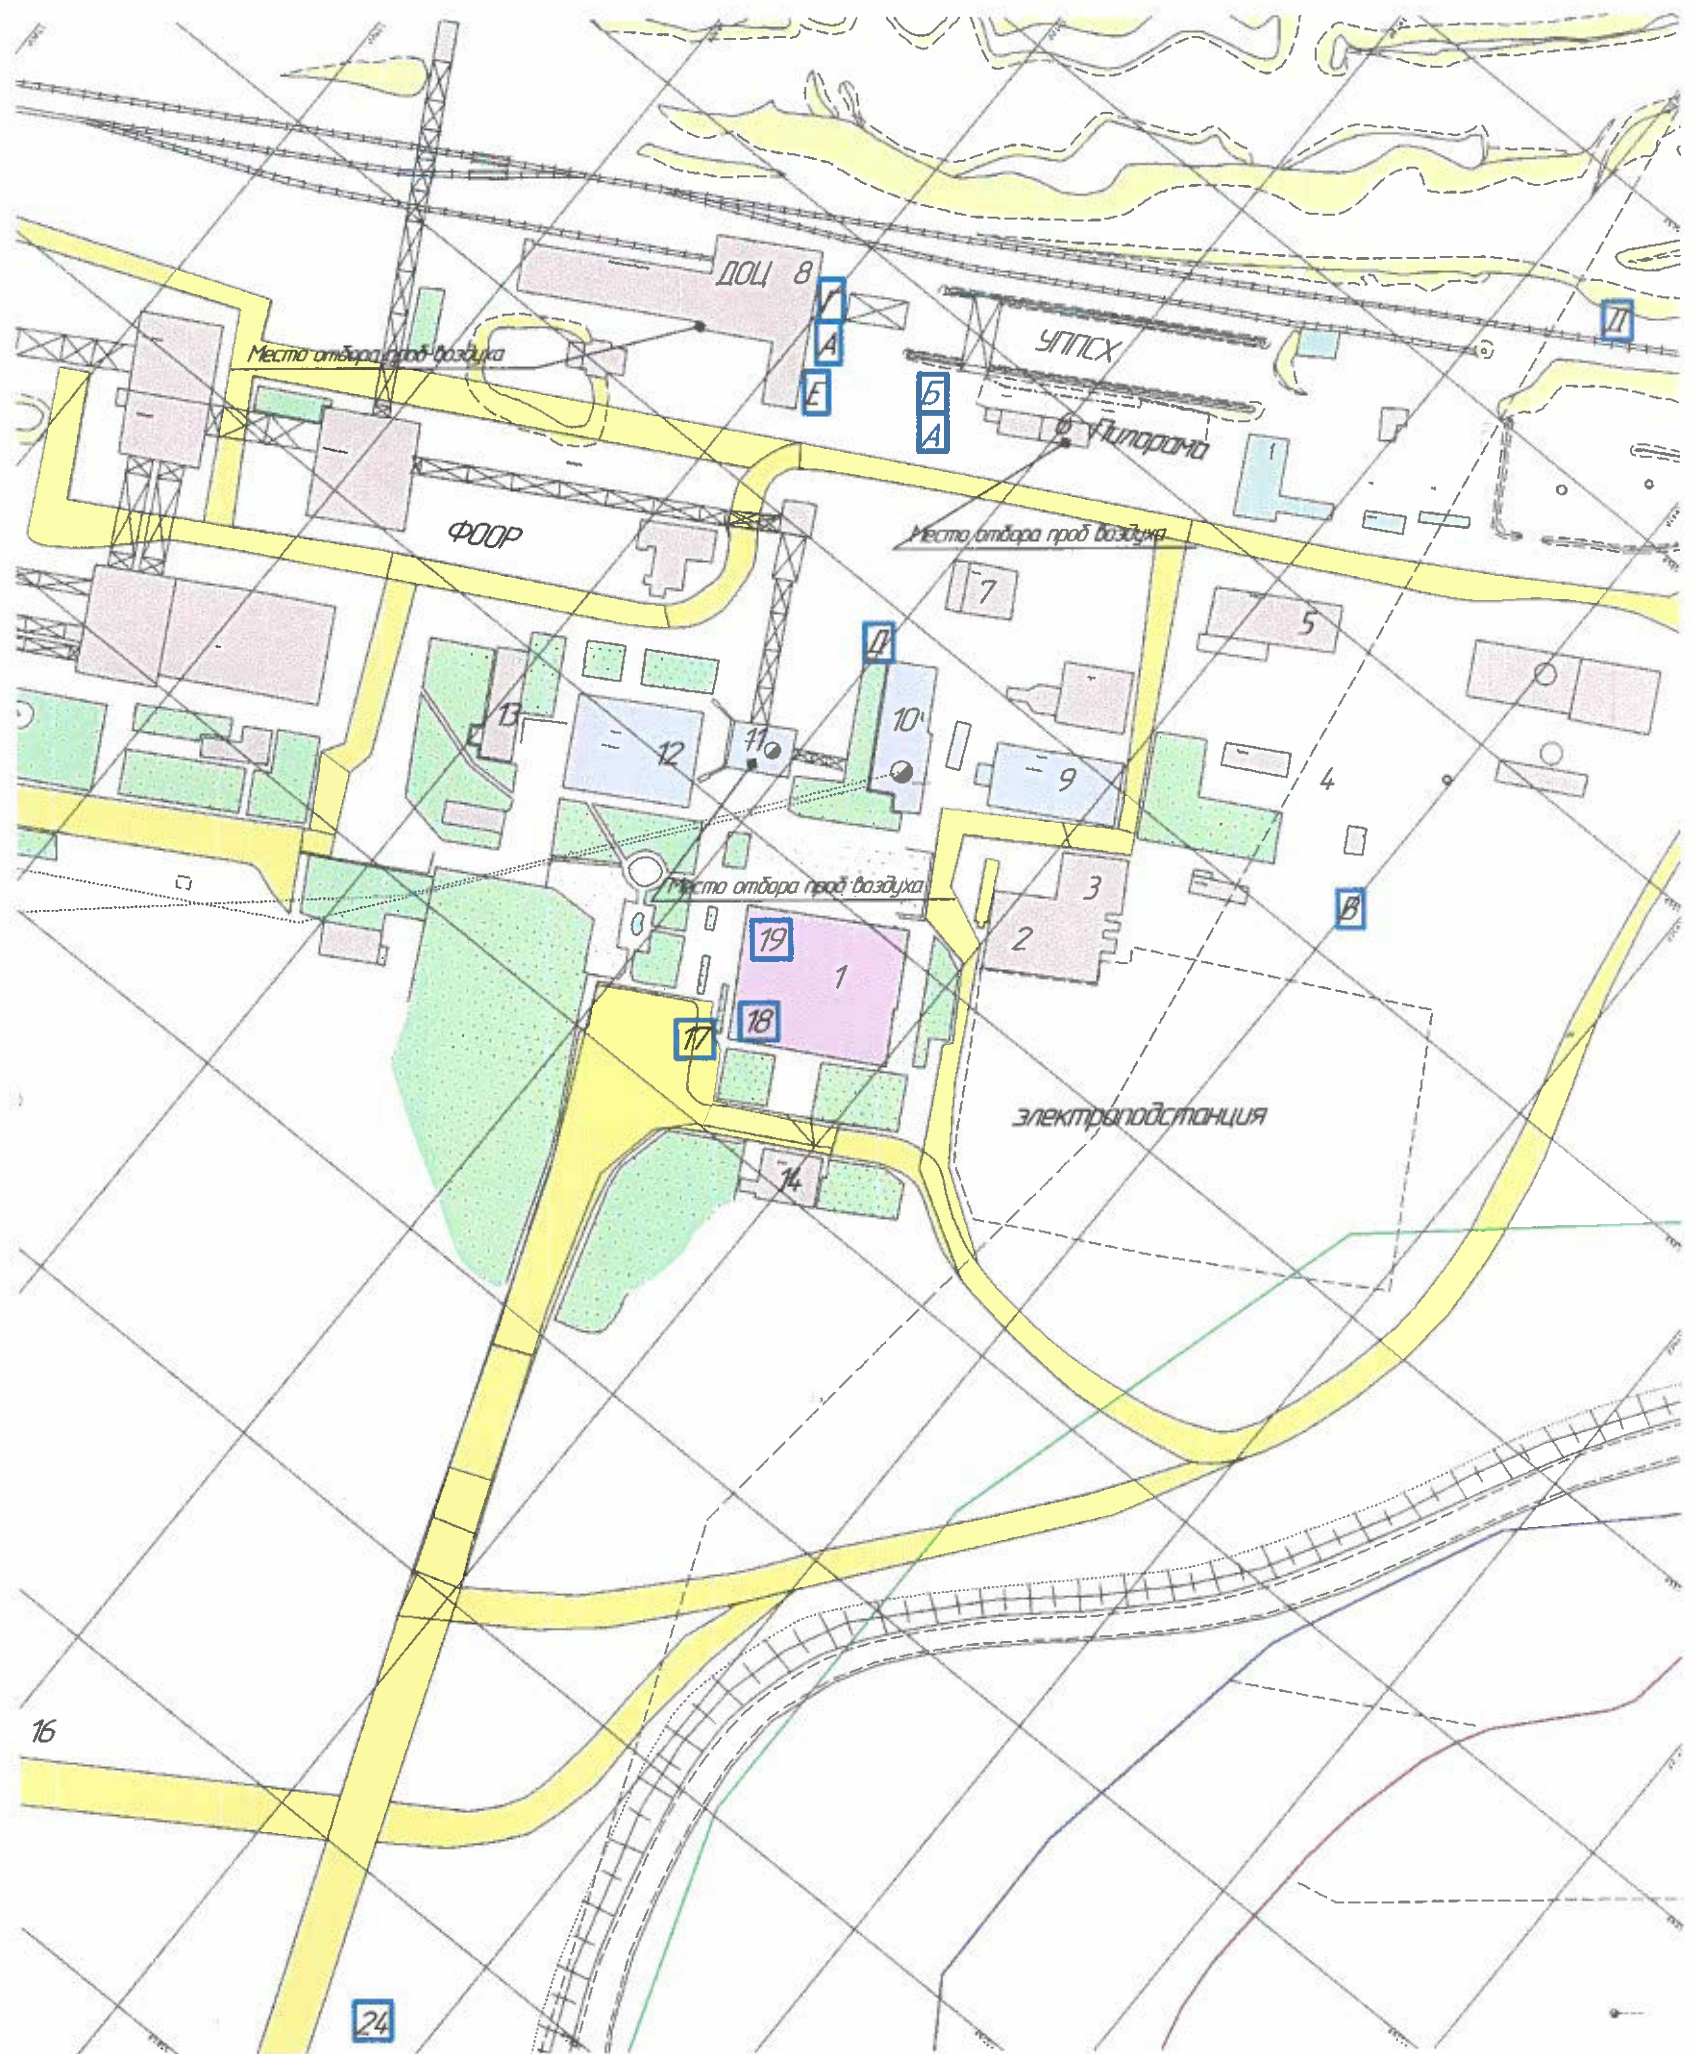 ДОЦ 8
Г
А
Е
Место отбора проб воздуха
УППСХ
П
Б
А
Пилорама
1
ФООР
Место отбора проб воздуха
7
5
Д
13
12
11
10
9
4
Место отбора проб воздуха
3
2
В
19
1
18
17
электроподстанция
14
16
24